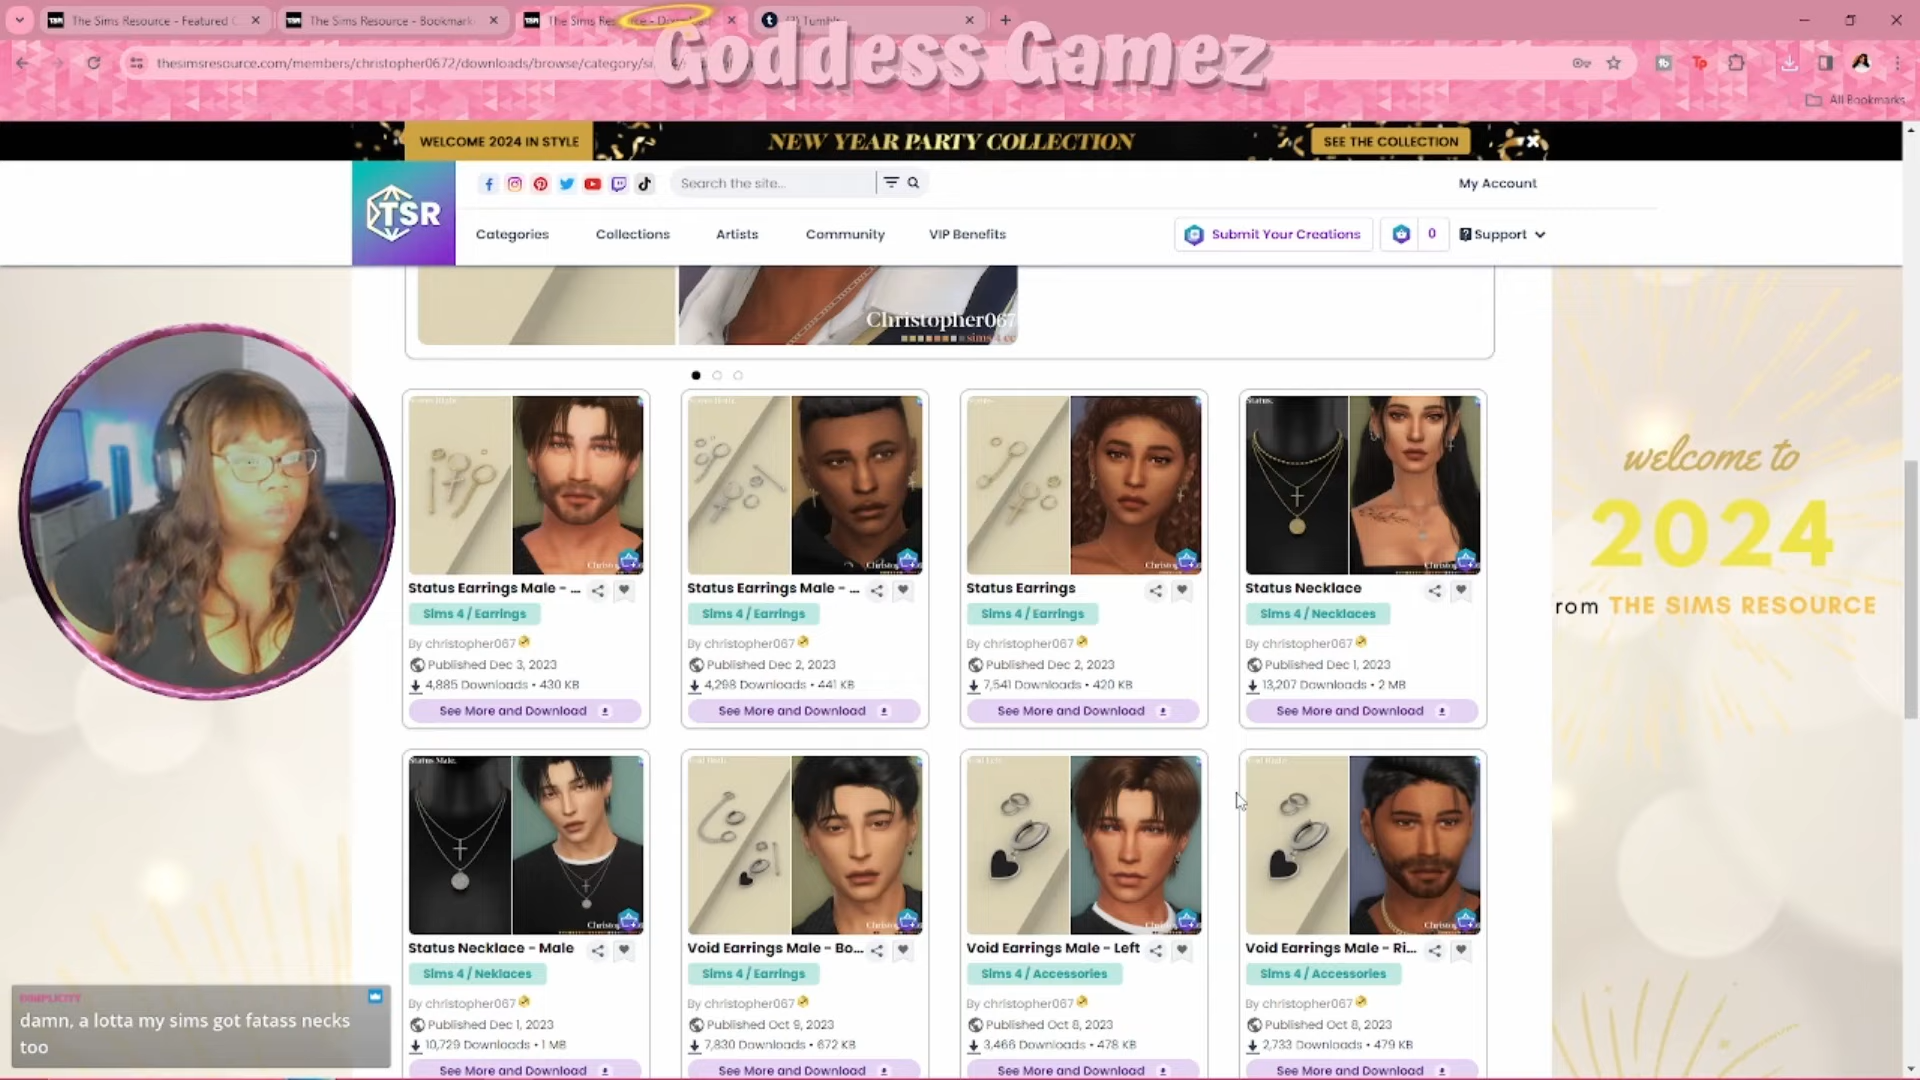 The Sims Resource - Featured C
The Sims Resource - Bookmark
The Sims Res
(7) Tumblr
Goddess Gamez
thesimsresource.com/members/christopher0672/downloads/browse/category/si
All Bookmarks
WELCOME 2024 IN STYLE
NEW YEAR PARTY COLLECTION
SEE THE COLLECTION
TSR
Search the site...
My Account
Categories
Collections
Artists
Community
VIP Benefits
Submit Your Creations
0
Support
Christopher067
sims 4 cc
Status Earrings Male - ...
Sims 4 / Earrings
By christopher067
Published Dec 3, 2023
4,885 Downloads • 430 KB
See More and Download
Status Earrings Male - ...
Sims 4 / Earrings
By christopher067
Published Dec 2, 2023
4,298 Downloads • 441 KB
See More and Download
Status Earrings
Sims 4 / Earrings
By christopher067
Published Dec 2, 2023
7,541 Downloads • 420 KB
See More and Download
Status.
Status Necklace
Sims 4 / Necklaces
By christopher067
Published Dec 1, 2023
13,207 Downloads • 2 MB
See More and Download
welcome to
2024
rom THE SIMS RESOURCE
Status Male.
Status Necklace - Male
Sims 4 / Neklaces
By christopher067
Published Dec 1, 2023
10,729 Downloads • 1 MB
See More and Download
Void Earrings Male - Bo...
Sims 4 / Earrings
By christopher067
Published Oct 9, 2023
7,830 Downloads • 672 KB
See More and Download
Void Earrings Male - Left
Sims 4 / Accessories
By christopher067
Published Oct 8, 2023
3,466 Downloads • 478 KB
See More and Download
Void Earrings Male - Ri...
Sims 4 / Accessories
By christopher067
Published Oct 8, 2023
2,733 Downloads • 479 KB
See More and Download
damn, a lotta my sims got fatass necks
too